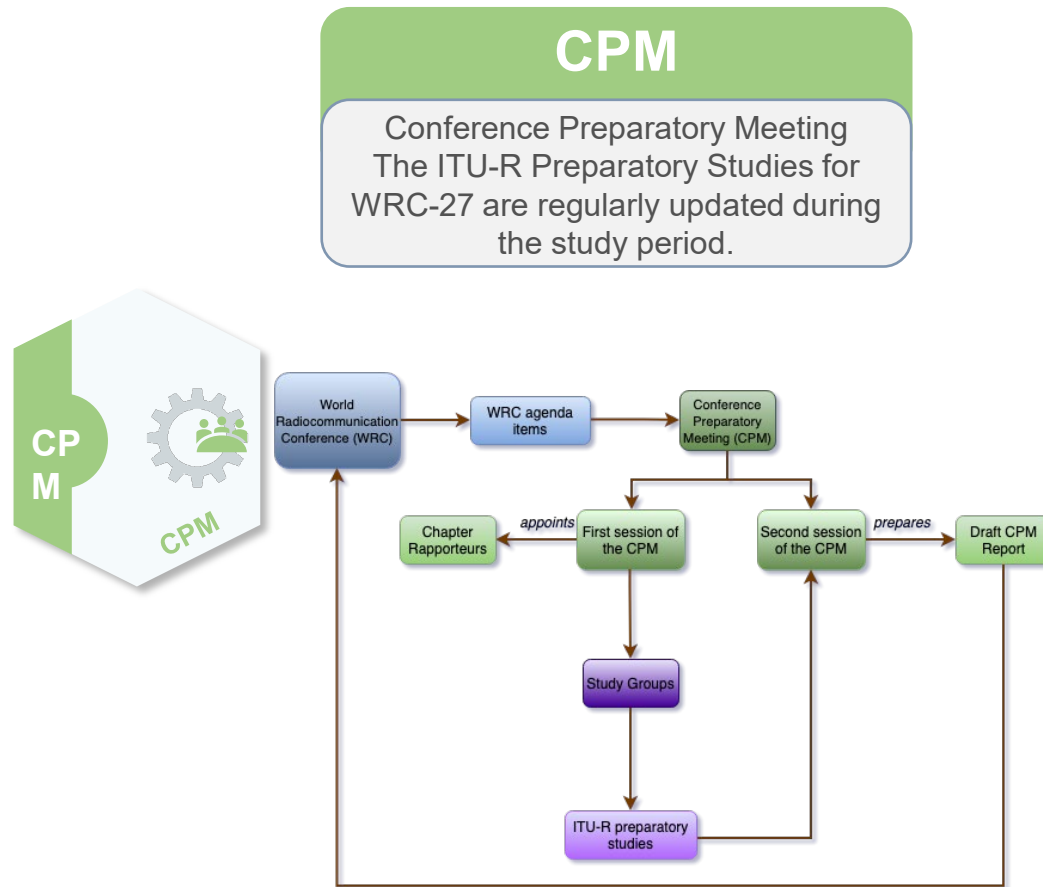 CPM
Conference Preparatory Meeting
The ITU-R Preparatory Studies for
WRC-27 are regularly updated during
the study period.
CP
M
CPM
World
Radiocommunication
Conference (WRC)
WRC agenda
items
Conference
Preparatory
Meeting (CPM)
Chapter
Rapporteurs
appoints
First session of
the CPM
Second session
of the CPM
prepares
Draft CPM
Report
Study Groups
ITU-R preparatory
studies